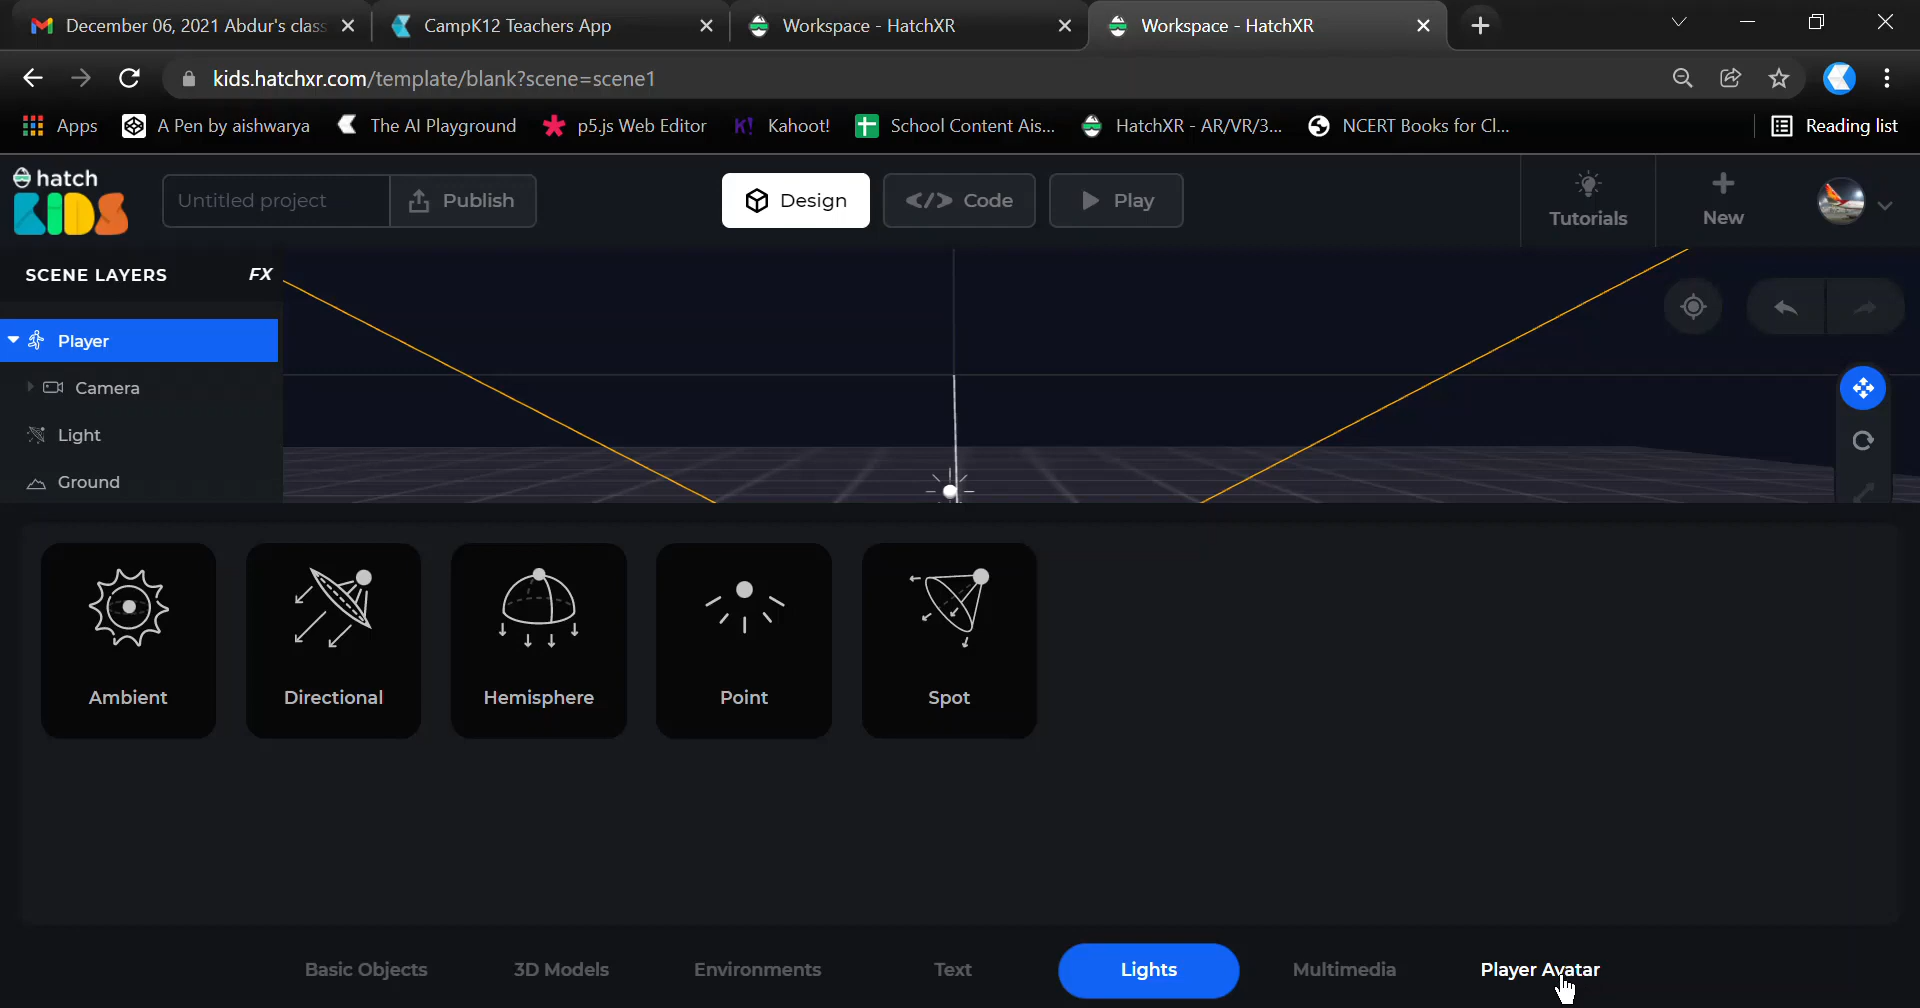 December 06, 2021 Abdur's class
CampK12 Teachers App
Workspace - HatchXR
Workspace - HatchXR
kids.hatchxr.com/template/blank?scene=scene1
Apps
A Pen by aishwarya
The AI Playground
p5.js Web Editor
K!
Kahoot!
School Content Ais...
HatchXR - AR/VR/3...
NCERT Books for Cl...
Reading list
hatch
KIDS
Untitled project
Publish
Design
</> Code
Play
Tutorials
New
SCENE LAYERS
FX
Player
Camera
Light
Ground
Ambient
Directional
Hemisphere
Point
Spot
Basic Objects
3D Models
Environments
Text
Lights
Multimedia
Player Avatar